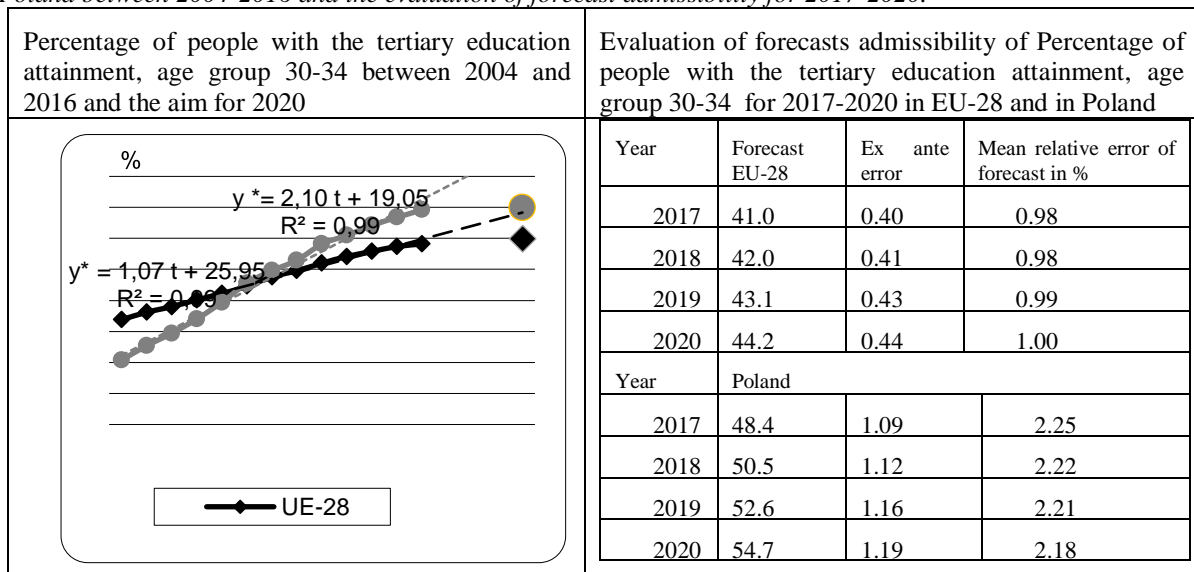 Poland between 2004-2016 and the evaluation of forecast admissibility for 2017-2020.
Percentage of people with the tertiary education
attainment, age group 30-34 between 2004 and
2016 and the aim for 2020
%
y *= 2,10 t + 19,05
R² = 0,99
y* = 1,07 t + 25,95
R² = 0,99
UE-28
Evaluation of forecasts admissibility of Percentage of
people with the tertiary education attainment, age
group 30-34 for 2017-2020 in EU-28 and in Poland
Year Forecast EU-28 Ex ante error Mean relative error of forecast in %
2017 41.0 0.40 0.98
2018 42.0 0.41 0.98
2019 43.1 0.43 0.99
2020 44.2 0.44 1.00
Year Poland
2017 48.4 1.09 2.25
2018 50.5 1.12 2.22
2019 52.6 1.16 2.21
2020 54.7 1.19 2.18